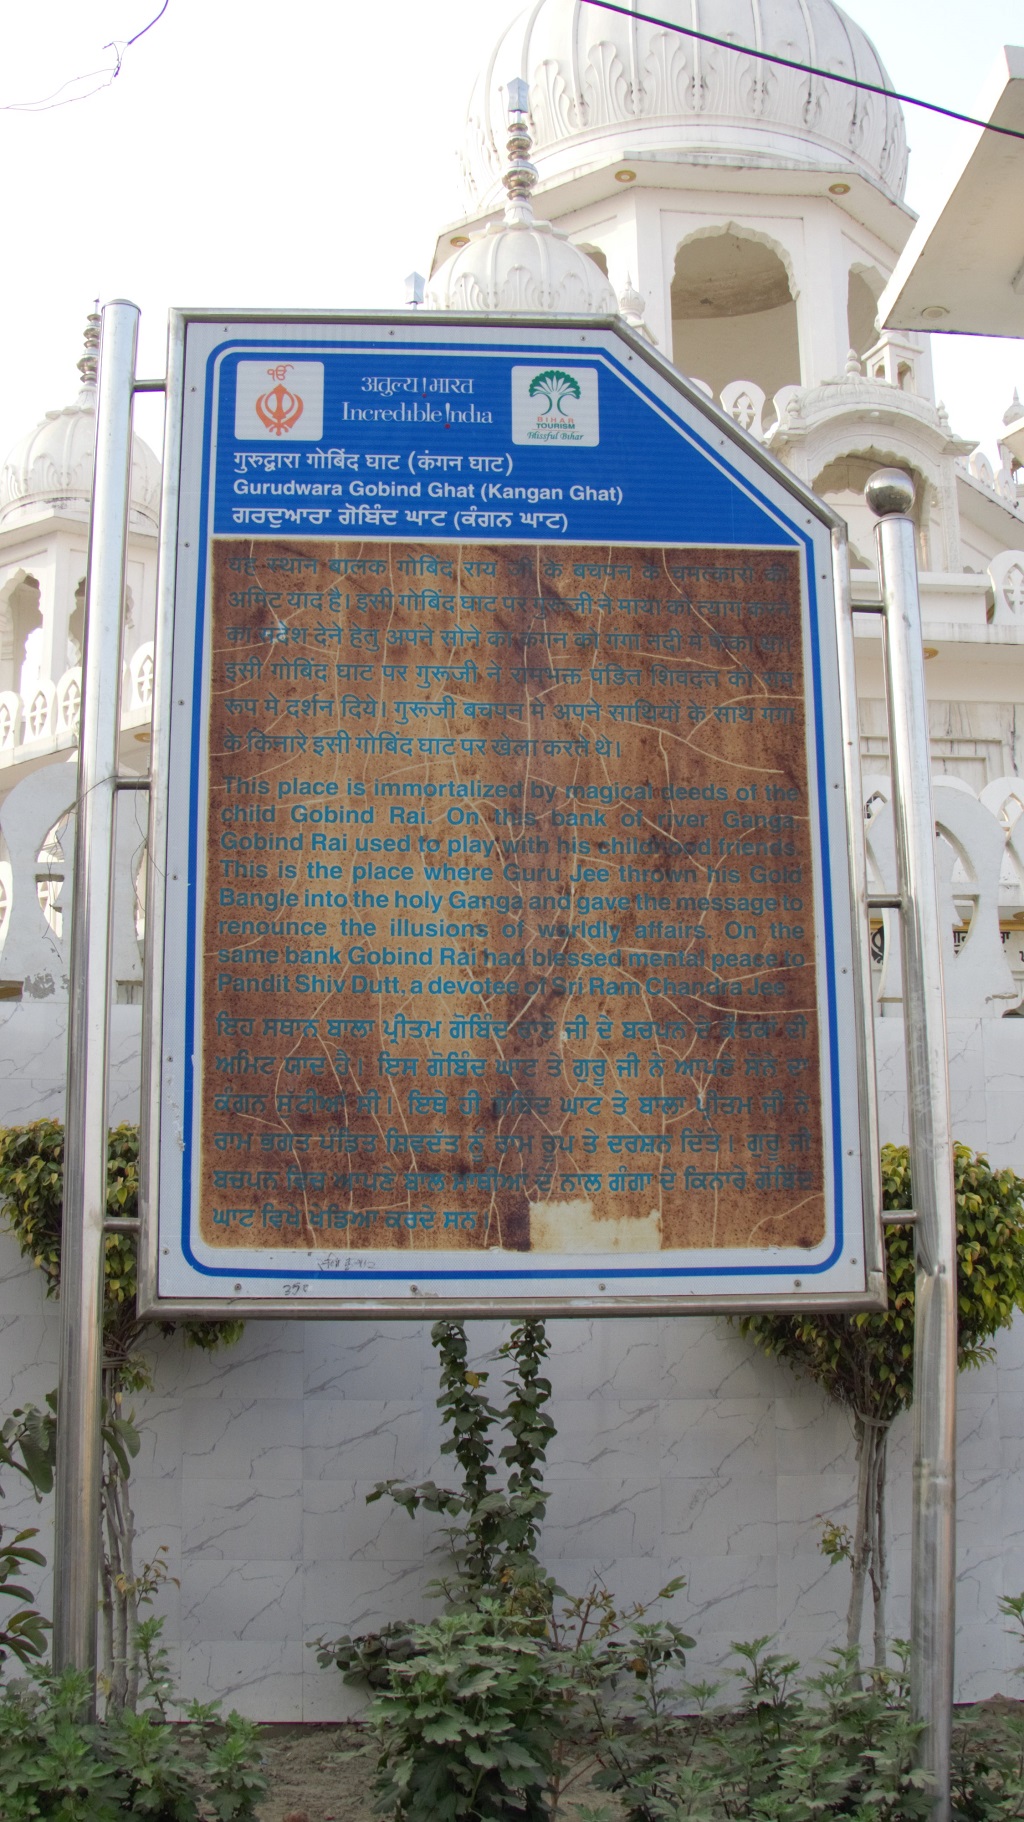 ੴ
अतुल्य!भारत
Incredible!ndia
BIHAR
TOURISM
Blissful Bihar
गुरुद्वारा गोबिंद घाट (कंगन घाट)
Gurudwara Gobind Ghat (Kangan Ghat)
ਗਰਦੁਆਰਾ ਗੋਬਿੰਦ ਘਾਟ (ਕੰਗਨ ਘਾਟ)
यह स्थान बालक गोबिंद राय जी के बचपन के चमत्कारों की
अमिट याद है। इसी गोबिंद घाट पर गुरूजी ने माया को त्याग करने
का संदेश देने हेतु अपने सोने का कंगन को गंगा नदी में फेंका था।
इसी गोबिंद घाट पर गुरूजी ने रामभक्त पंडित शिवदत्त को राम
रूप मे दर्शन दिये। गुरूजी बचपन मे अपने साथियों के साथ गंगा
के किनारे इसी गोबिंद घाट पर खेला करते थे।
This place is immortalized by magical deeds of the
child Gobind Rai. On this bank of river Ganga,
Gobind Rai used to play with his childhood friends.
This is the place where Guru Jee thrown his Gold
Bangle into the holy Ganga and gave the message to
renounce the illusions of worldly affairs. On the
same bank Gobind Rai had blessed mental peace to
Pandit Shiv Dutt, a devotee of Sri Ram Chandra Jee.
ਇਹ ਸਥਾਨ ਬਾਲਾ ਪ੍ਰੀਤਮ ਗੋਬਿੰਦ ਰਾਏ ਜੀ ਦੇ ਬਚਪਨ ਦੇ ਕੌਤਕਾਂ ਦੀ
ਅਮਿਟ ਯਾਦ ਹੈ। ਇਸ ਗੋਬਿੰਦ ਘਾਟ ਤੇ ਗੁਰੂ ਜੀ ਨੇ ਆਪਣੇ ਸੋਨੇ ਦਾ
ਕੰਗਨ ਸੁੱਟੀਆ ਸੀ। ਇਥੇ ਹੀ ਗੋਬਿੰਦ ਘਾਟ ਤੇ ਬਾਲਾ ਪ੍ਰੀਤਮ ਜੀ ਨੇ
ਰਾਮ ਭਗਤ ਪੰਡਿਤ ਸ਼ਿਵਦੱਤ ਨੂੰ ਰਾਮ ਰੂਪ ਤੇ ਦਰਸ਼ਨ ਦਿੱਤੇ। ਗੁਰੂ ਜੀ
ਬਚਪਨ ਵਿਚ ਆਪਣੇ ਬਾਲ ਸਾਥੀਆਂ ਦੇ ਨਾਲ ਗੰਗਾ ਦੇ ਕਿਨਾਰੇ ਗੋਬਿੰਦ
ਘਾਟ ਵਿਖੇ ਖੇਡਿਆ ਕਰਦੇ ਸਨ।